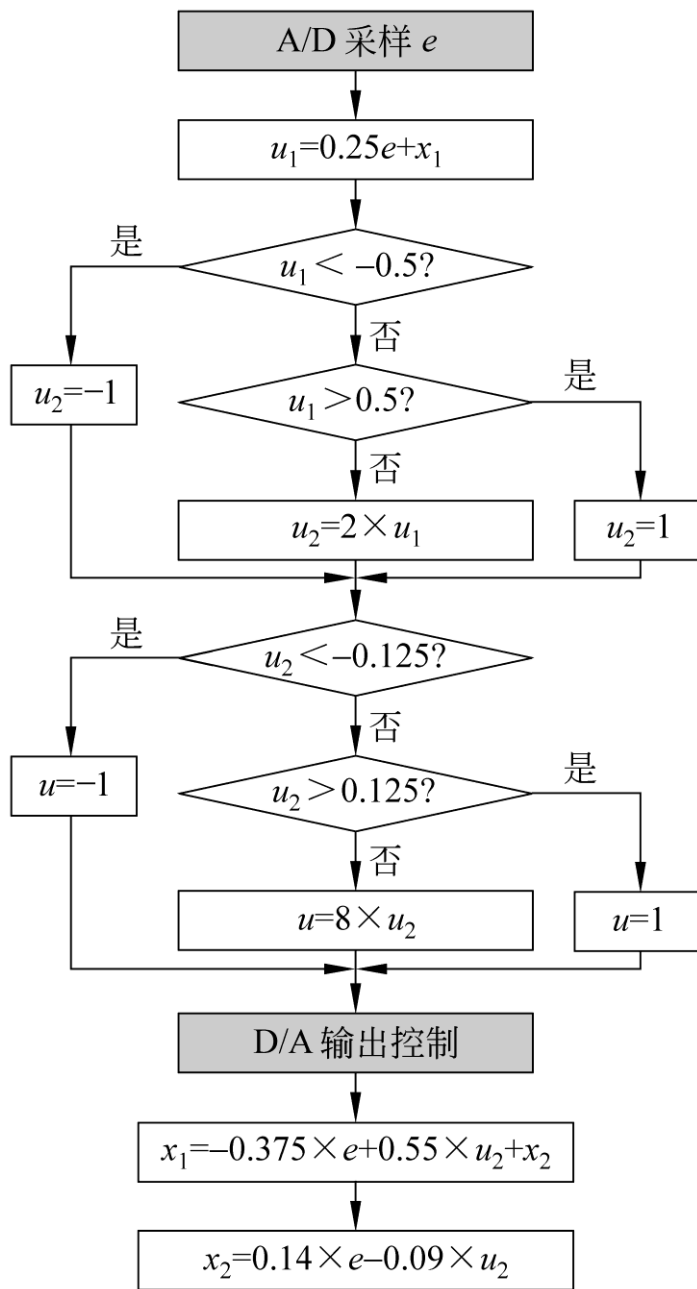 A/D 采样 e
u₁=0.25e+x₁
是
u₁＜−0.5?
否
u₂=−1
是
u₁＞0.5?
否
u₂=2×u₁
u₂=1
是
u₂＜−0.125?
否
u=−1
是
u₂＞0.125?
否
u=8×u₂
u=1
D/A 输出控制
x₁=−0.375×e+0.55×u₂+x₂
x₂=0.14×e−0.09×u₂